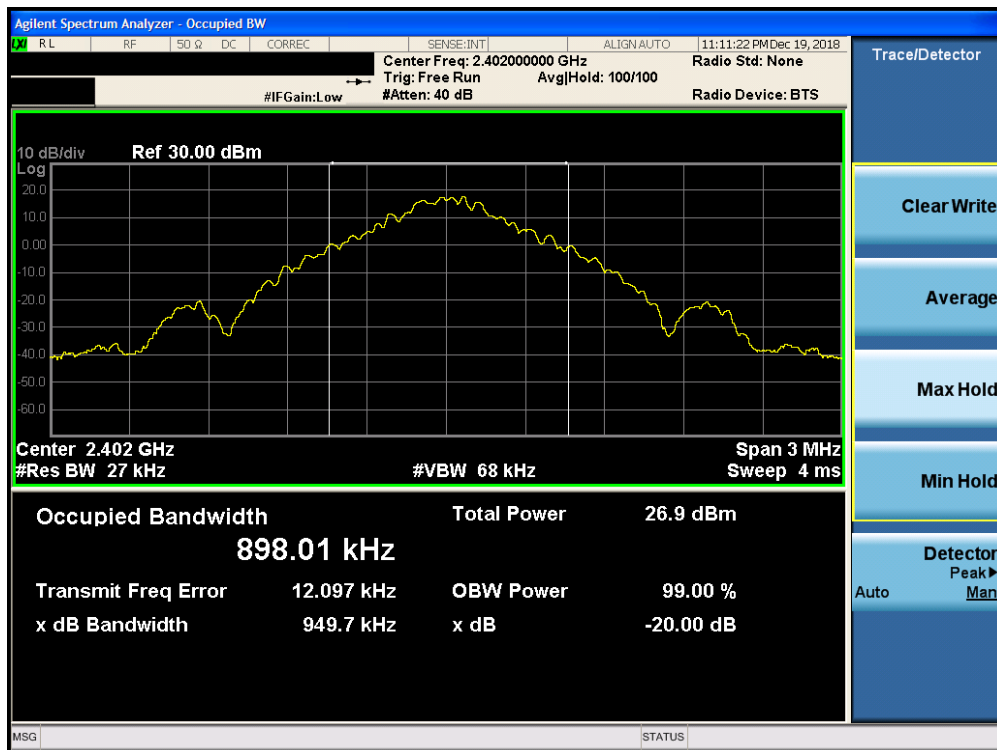 Agilent Spectrum Analyzer - Occupied BW
LXI RL RF 50 Ω DC CORREC SENSE:INT ALIGN AUTO 11:11:22 PM Dec 19, 2018
Center Freq: 2.402000000 GHz Radio Std: None
Trig: Free Run Avg|Hold: 100/100
#IFGain:Low #Atten: 40 dB Radio Device: BTS
10 dB/div Ref 30.00 dBm
Log
20.0
10.0
0.00
-10.0
-20.0
-30.0
-40.0
-50.0
-60.0
Center 2.402 GHz Span 3 MHz
#Res BW 27 kHz #VBW 68 kHz Sweep 4 ms
Occupied Bandwidth Total Power 26.9 dBm
898.01 kHz
Transmit Freq Error 12.097 kHz OBW Power 99.00 %
x dB Bandwidth 949.7 kHz x dB -20.00 dB
MSG STATUS
Trace/Detector
Clear Write
Average
Max Hold
Min Hold
Detector
Peak▶
Auto Man